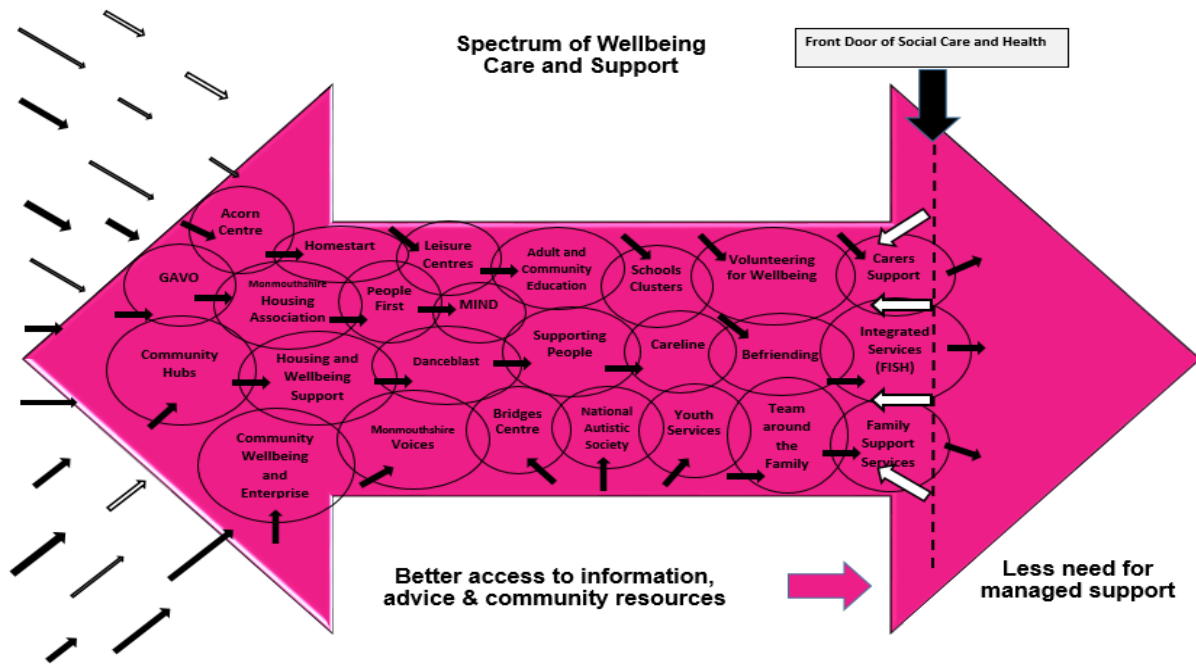 Spectrum of Wellbeing
Care and Support
Front Door of Social Care and Health
Acorn
Centre
Homestart
Leisure
Centres
Adult and
Community
Education
Schools
Clusters
Volunteering
for Wellbeing
Carers
Support
GAVO
Monmouthshire
Housing
Association
People
First
MIND
Community
Hubs
Housing and
Wellbeing
Support
Danceblast
Supporting
People
Careline
Befriending
Integrated
Services
(FISH)
Community
Wellbeing
and
Enterprise
Monmouthshire
Voices
Bridges
Centre
National
Autistic
Society
Youth
Services
Team
around
the
Family
Family
Support
Services
Better access to information,
advice & community resources
Less need for
managed support